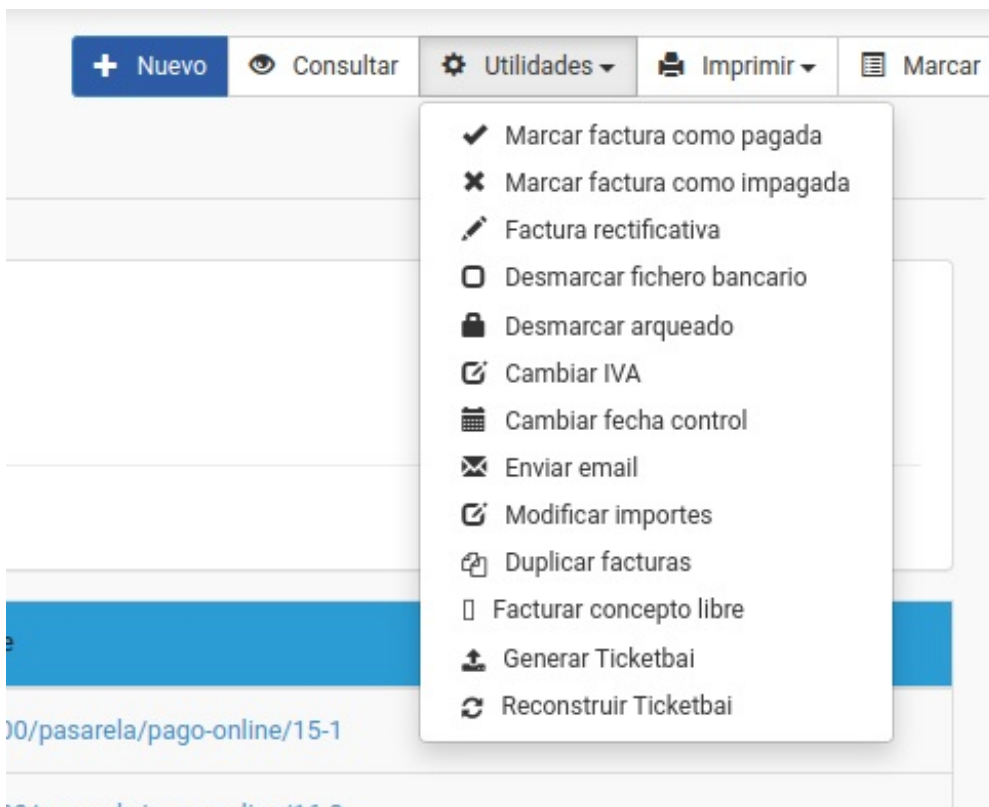 Nuevo Consultar Utilidades Imprimir Marcar
Marcar factura como pagada
Marcar factura como impagada
Factura rectificativa
Desmarcar fichero bancario
Desmarcar arqueado
Cambiar IVA
Cambiar fecha control
Enviar email
Modificar importes
Duplicar facturas
Facturar concepto libre
Generar Ticketbai
Reconstruir Ticketbai
e
00/pasarela/pago-online/15-1